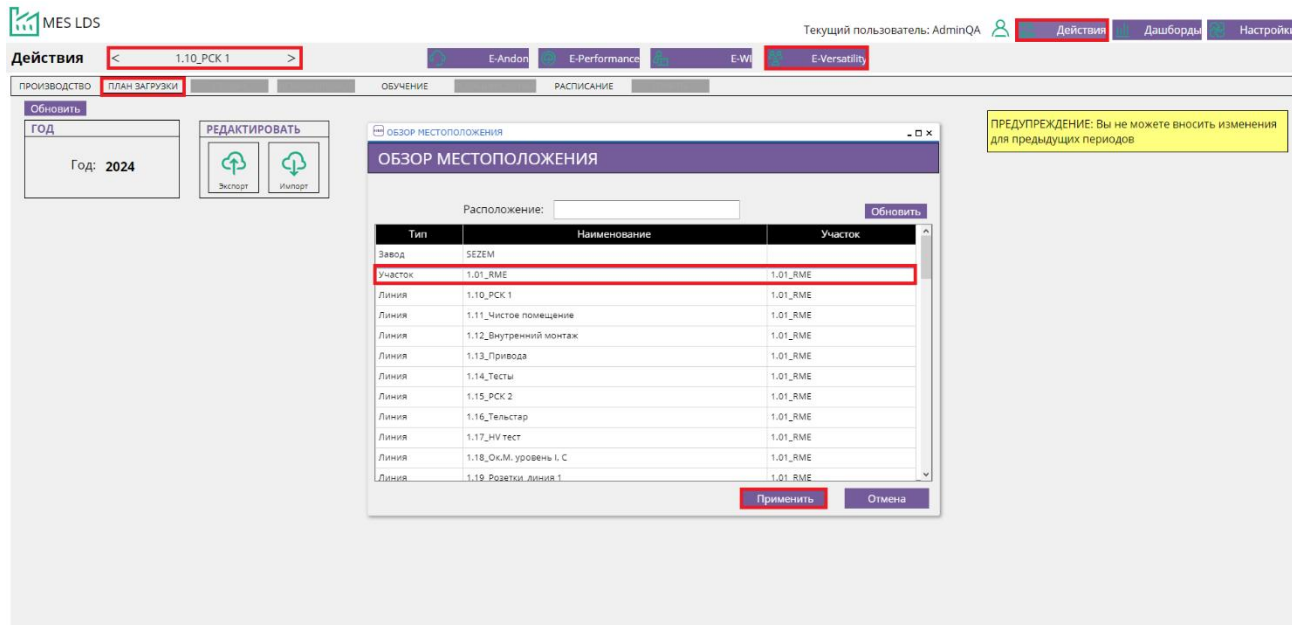 MES LDS
Текущий пользователь: AdminQA
Действия
Дашборды
Настройки
Действия
< 1.10_РСК 1 >
E-Andon
E-Performance
E-WI
E-Versatility
ПРОИЗВОДСТВО
ПЛАН ЗАГРУЗКИ
ОБУЧЕНИЕ
РАСПИСАНИЕ
Обновить
ГОД
Год: 2024
РЕДАКТИРОВАТЬ
Экспорт
Импорт
ПРЕДУПРЕЖДЕНИЕ: Вы не можете вносить изменения
для предыдущих периодов
ОБЗОР МЕСТОПОЛОЖЕНИЯ
ОБЗОР МЕСТОПОЛОЖЕНИЯ
Расположение:
Обновить
Тип Наименование Участок
Завод SEZEM
Участок 1.01_RME 1.01_RME
Линия 1.10_РСК 1 1.01_RME
Линия 1.11_Чистое помещение 1.01_RME
Линия 1.12_Внутренний монтаж 1.01_RME
Линия 1.13_Привода 1.01_RME
Линия 1.14_Тесты 1.01_RME
Линия 1.15_РСК 2 1.01_RME
Линия 1.16_Тельстар 1.01_RME
Линия 1.17_HV тест 1.01_RME
Линия 1.18_Ок.М. уровень I. C 1.01_RME
Линия 1.19_Розетки_линия 1 1.01_RME
Применить
Отмена